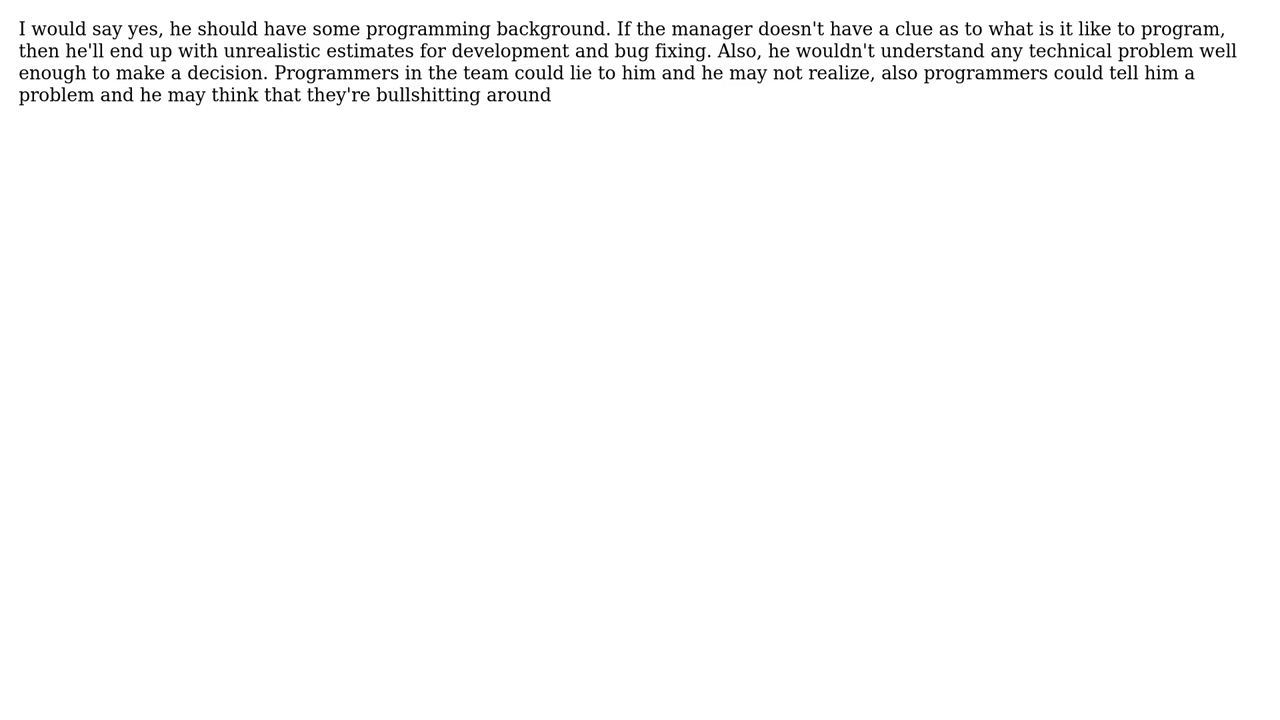 I would say yes, he should have some programming background. If the manager doesn't have a clue as to what is it like to program,
then he'll end up with unrealistic estimates for development and bug fixing. Also, he wouldn't understand any technical problem well
enough to make a decision. Programmers in the team could lie to him and he may not realize, also programmers could tell him a
problem and he may think that they're bullshitting around